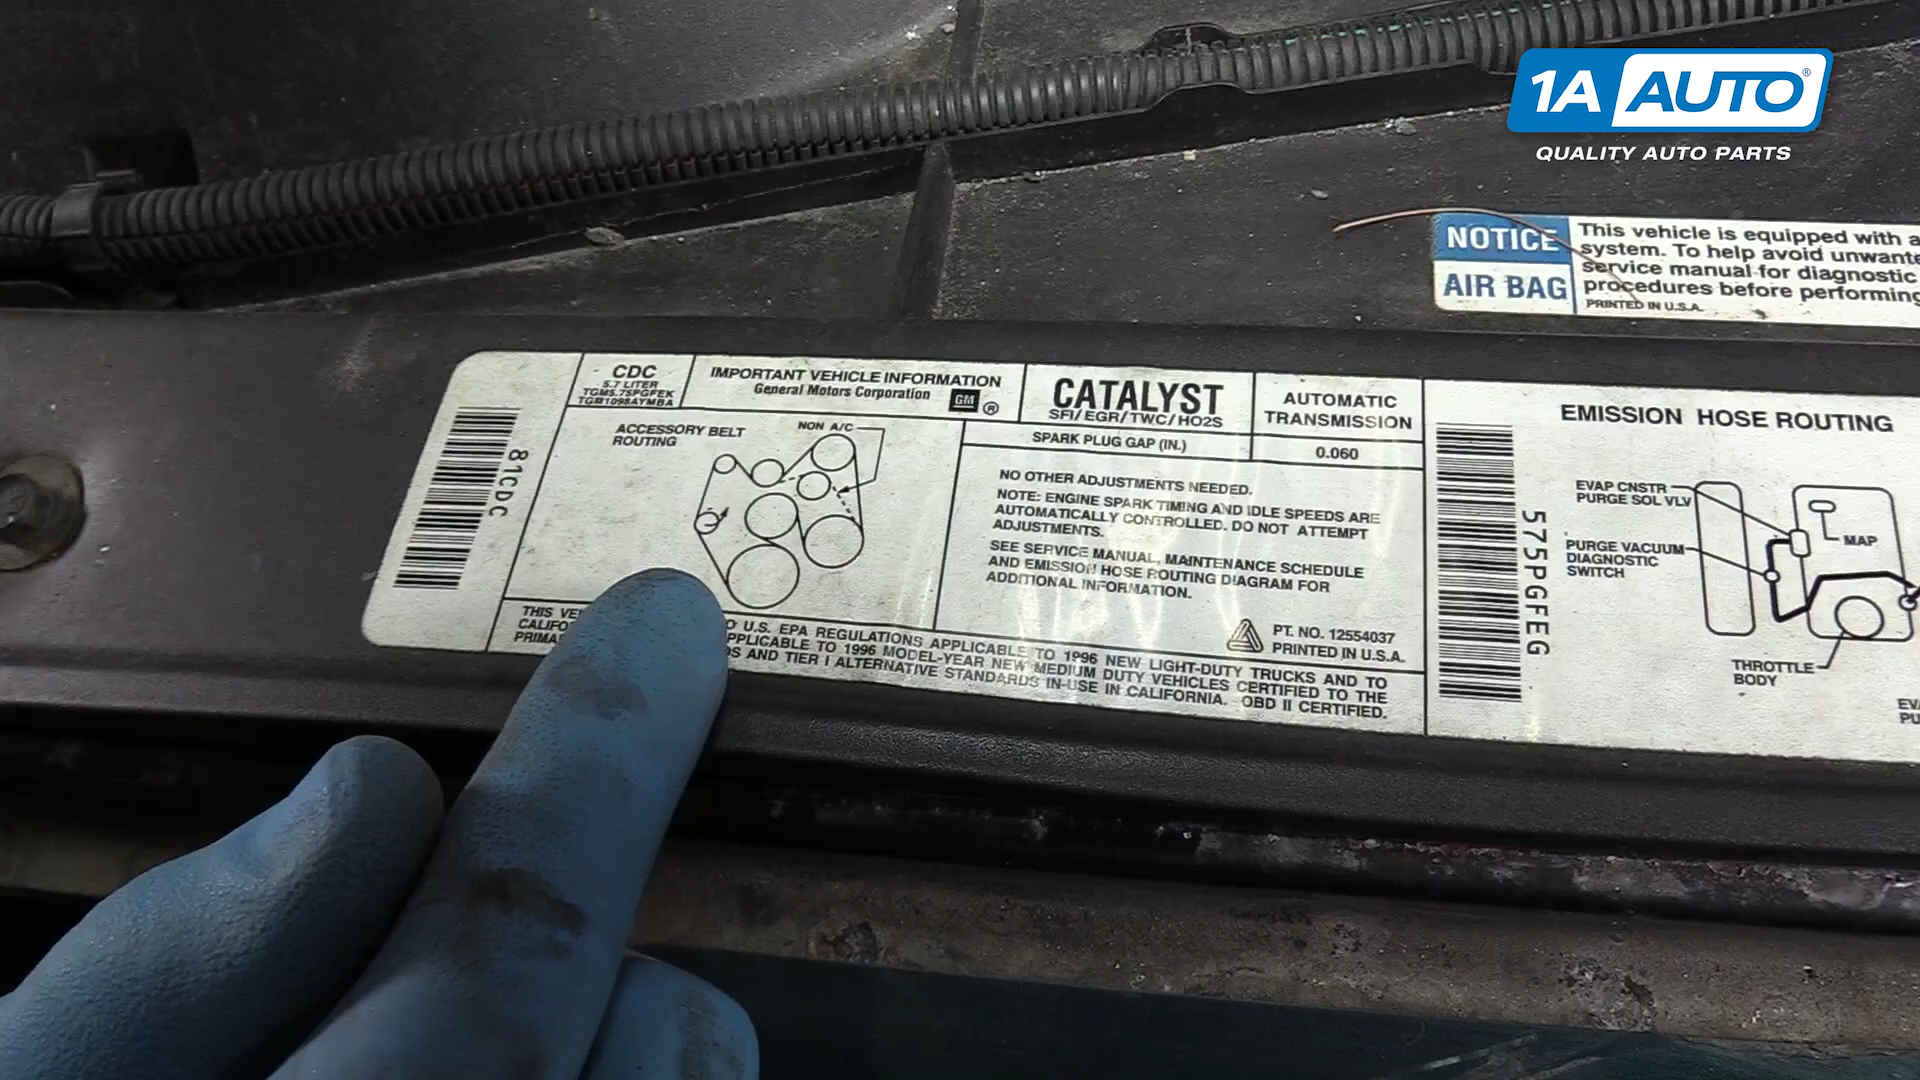 1A AUTO®
QUALITY AUTO PARTS
NOTICE
AIR BAG
This vehicle is equipped with a
system. To help avoid unwante
service manual for diagnostic
procedures before performing
PRINTED IN U.S.A.
81CDC
CDC
5.7 LITER
IMPORTANT VEHICLE INFORMATION
General Motors Corporation
GM ®
CATALYST
SFI/EGR/TWC/HO2S
AUTOMATIC
TRANSMISSION
SPARK PLUG GAP (IN.)
0.060
ACCESSORY BELT
ROUTING
NON A/C
NO OTHER ADJUSTMENTS NEEDED.
NOTE: ENGINE SPARK TIMING AND IDLE SPEEDS ARE
AUTOMATICALLY CONTROLLED. DO NOT ATTEMPT
ADJUSTMENTS.
SEE SERVICE MANUAL, MAINTENANCE SCHEDULE
AND EMISSION HOSE ROUTING DIAGRAM FOR
ADDITIONAL INFORMATION.
PT. NO. 12554037
PRINTED IN U.S.A.
THIS VE U.S. EPA REGULATIONS APPLICABLE TO 1996 NEW LIGHT-DUTY TRUCKS AND TO
CALIFO PPLICABLE TO 1996 MODEL-YEAR NEW MEDIUM DUTY VEHICLES CERTIFIED TO THE
PRIMA DS AND TIER I ALTERNATIVE STANDARDS IN-USE IN CALIFORNIA. OBD II CERTIFIED.
575PGFEG
EMISSION HOSE ROUTING
EVAP CNSTR
PURGE SOL VLV
MAP
PURGE VACUUM
DIAGNOSTIC
SWITCH
THROTTLE
BODY
EV
PU